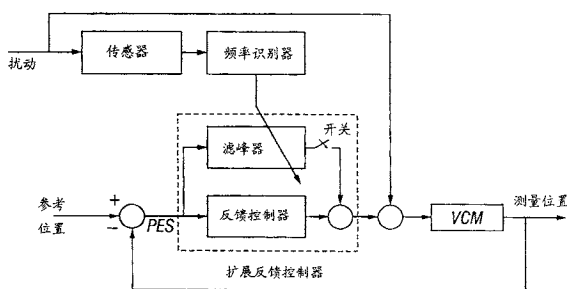 传感器
频率识别器
扰动
开关
滤峰器
参考
位置
+
−
PES
反馈控制器
VCM
测量位置
扩展反馈控制器